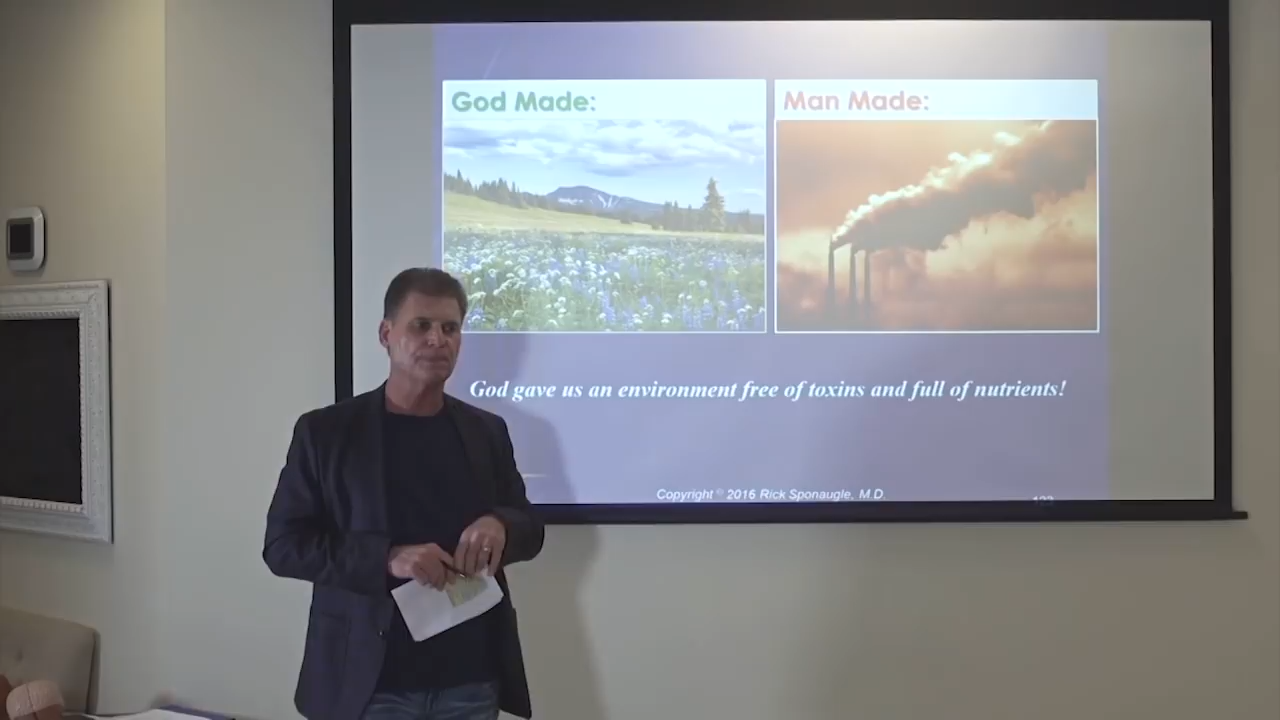 God Made:
Man Made:
God gave us an environment free of toxins and full of nutrients!
Copyright © 2016 Rick Sponaugle, M.D.